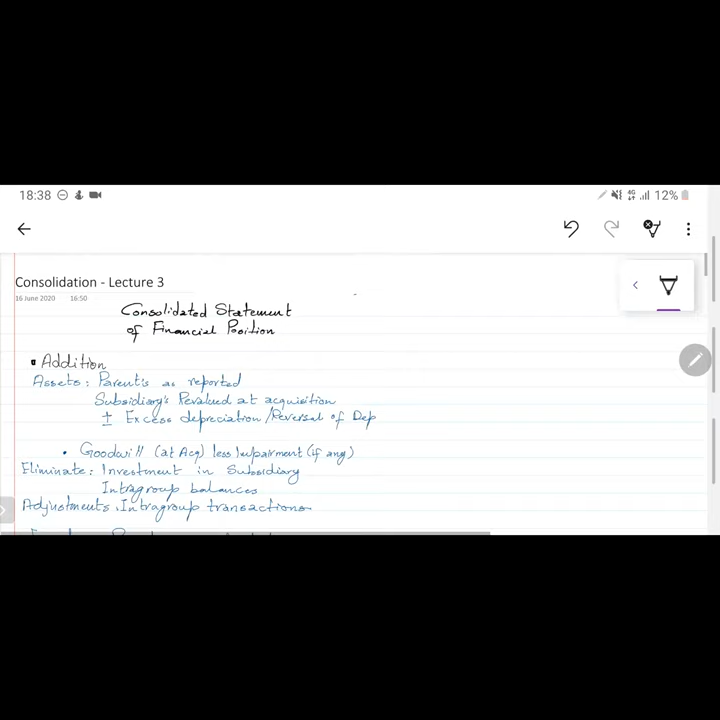 18:38 4G 12%
Consolidation - Lecture 3
16 June 2020 16:50
Consolidated Statement
of Financial Position
Addition
Assets: Parent's as reported
Subsidiary's Revalued at acquisition
± Excess depreciation/Reversal of Dep
• Goodwill (at Acq) less Impairment (if any)
Eliminate: Investment in Subsidiary
Intragroup balances
Adjustments: Intragroup transactions